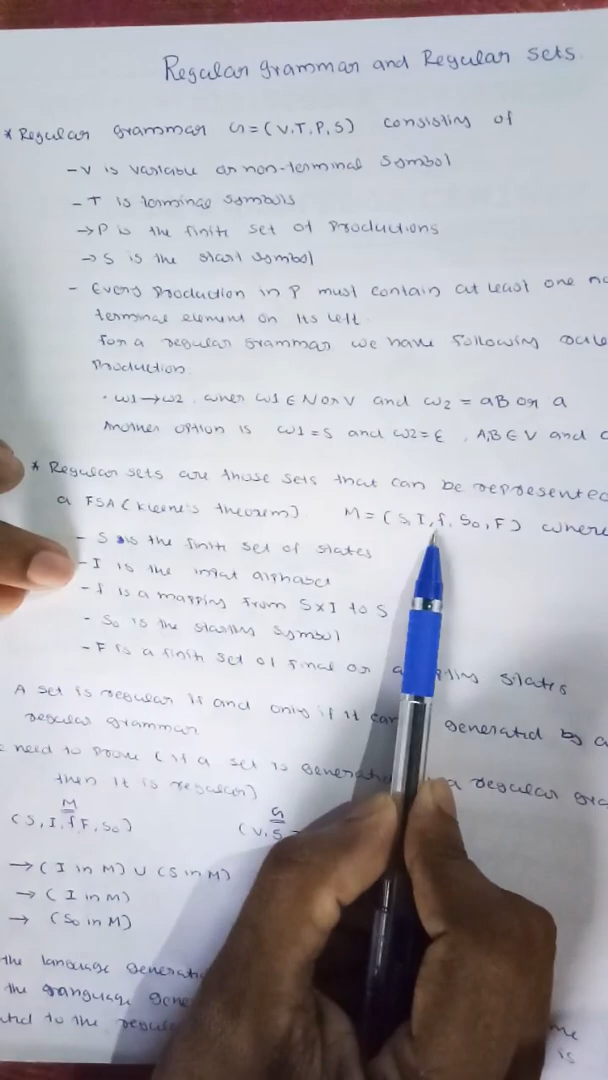 Regular grammar and Regular sets.
* Regular grammar G=(V,T,P,S) consisting of
- V is variable or non-terminal symbol
- T is terminal symbols
→ P is the finite set of productions
→ S is the start symbol
- Every production in P must contain at least one
terminal element on its left
for a regular grammar we have following
Production.
• w1→w2, wher w1 ∈ N or V and w2 = aB or a
Another option is w1=S and w2=ε, A,B∈V and
* Regular sets are those sets that can be represented
a FSA (Kleene's theorem). M=(S,I,f,S0,F) where
- S is the finite set of states
- I is the input alphabet
- f is a mapping from S×I to S
- S0 is the starting symbol
- F is a finite set of final or states
A set is regular if and only if it can generated by a
regular grammar
need to prove (if a set is a regular
then it is regular)
M G
(S,I,f,F,S0) (V,S
→ (I in M) ∪ (S in M)
→ (I in M)
→ (S0 in M)
the language
the
to the
is